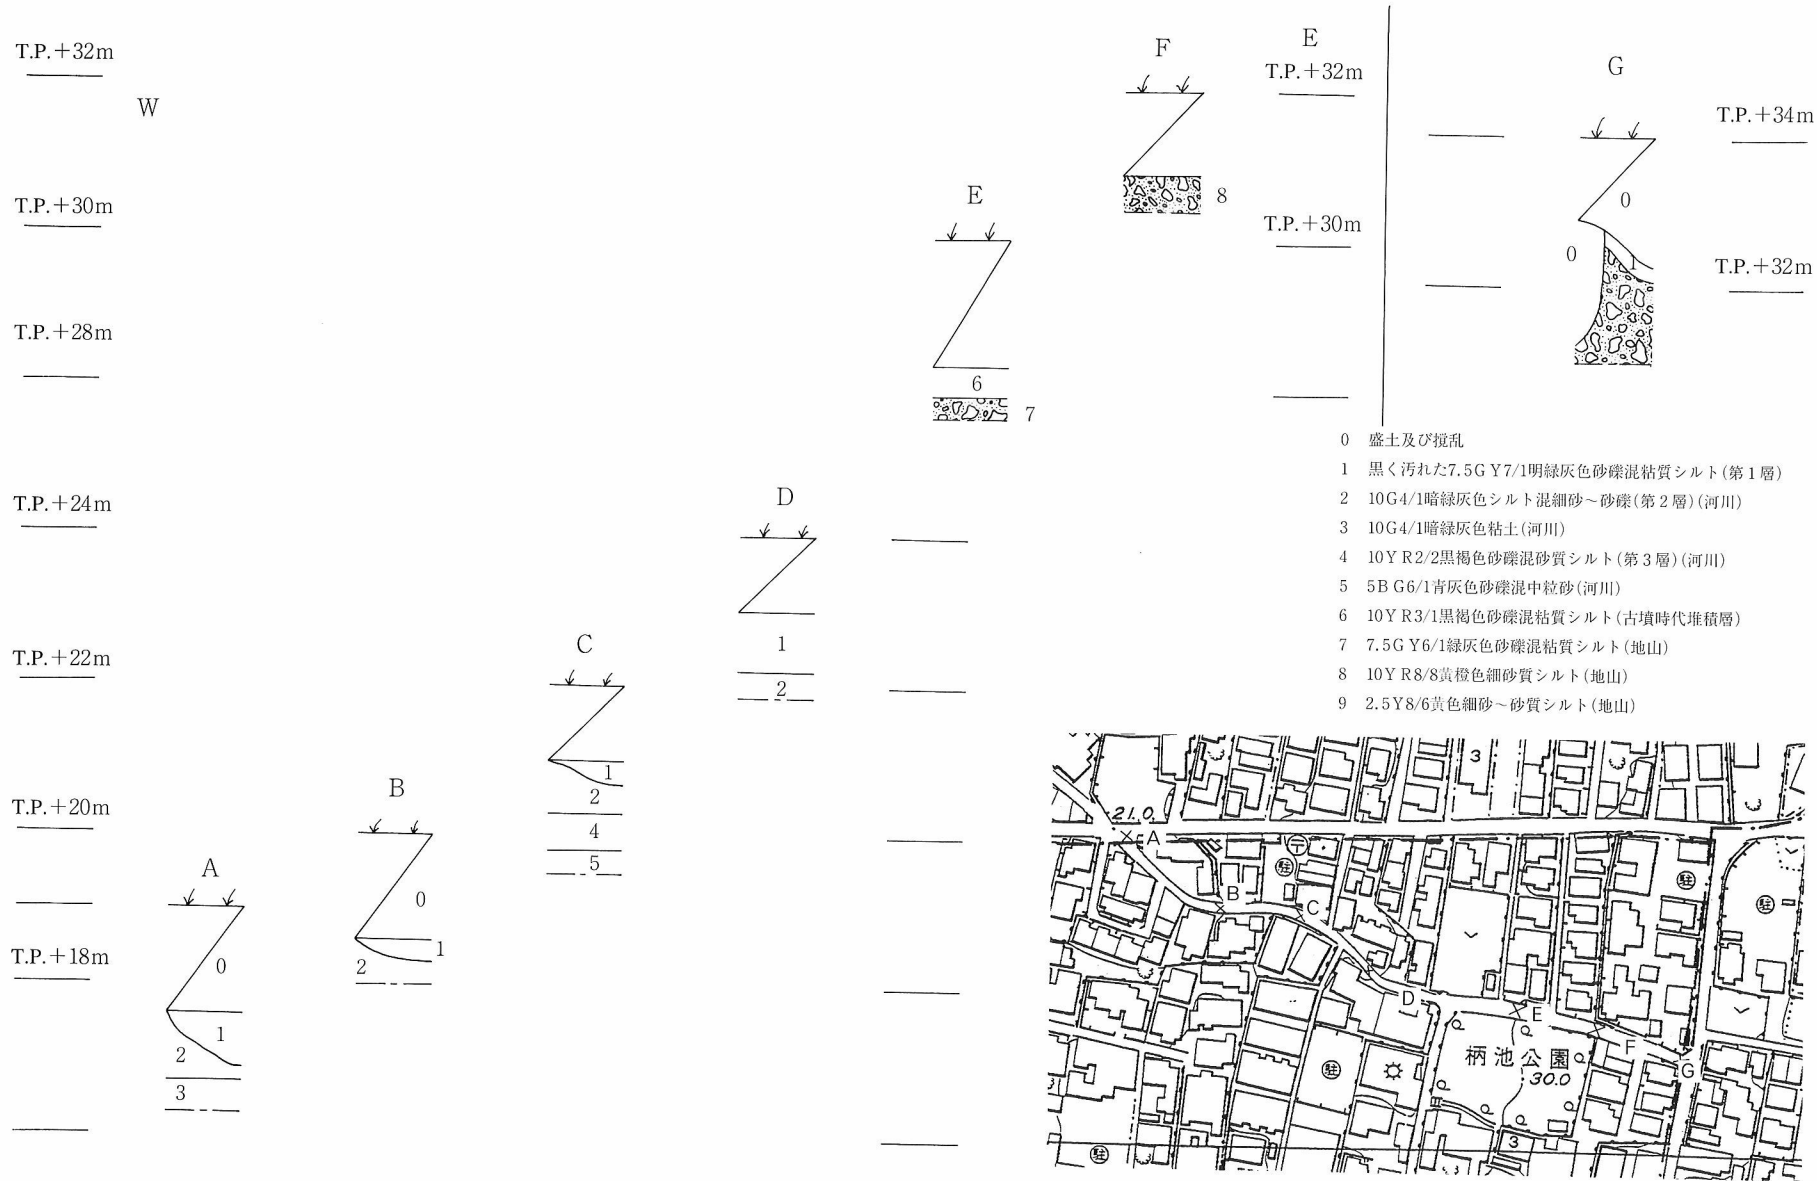 T.P.+32m
W
T.P.+30m
T.P.+28m
T.P.+24m
T.P.+22m
T.P.+20m
T.P.+18m
A
0
1
2
3
B
0
1
2
C
1
2
4
5
D
1
2
E
6
7
F
8
E
T.P.+32m
T.P.+30m
G
0
0
1
T.P.+34m
T.P.+32m
0 盛土及び撹乱
1 黒く汚れた7.5GY7/1明緑灰色砂礫混粘質シルト(第1層)
2 10G4/1暗緑灰色シルト混細砂～砂礫(第2層)(河川)
3 10G4/1暗緑灰色粘土(河川)
4 10YR2/2黒褐色砂礫混砂質シルト(第3層)(河川)
5 5BG6/1青灰色砂礫混中粒砂(河川)
6 10YR3/1黒褐色砂礫混粘質シルト(古墳時代堆積層)
7 7.5GY6/1緑灰色砂礫混粘質シルト(地山)
8 10YR8/8黄橙色細砂質シルト(地山)
9 2.5Y8/6黄色細砂～砂質シルト(地山)
3
21.0
A
駐
駐
駐
B
C
D
E
F
G
柄池公園
30.0
駐
3
駐